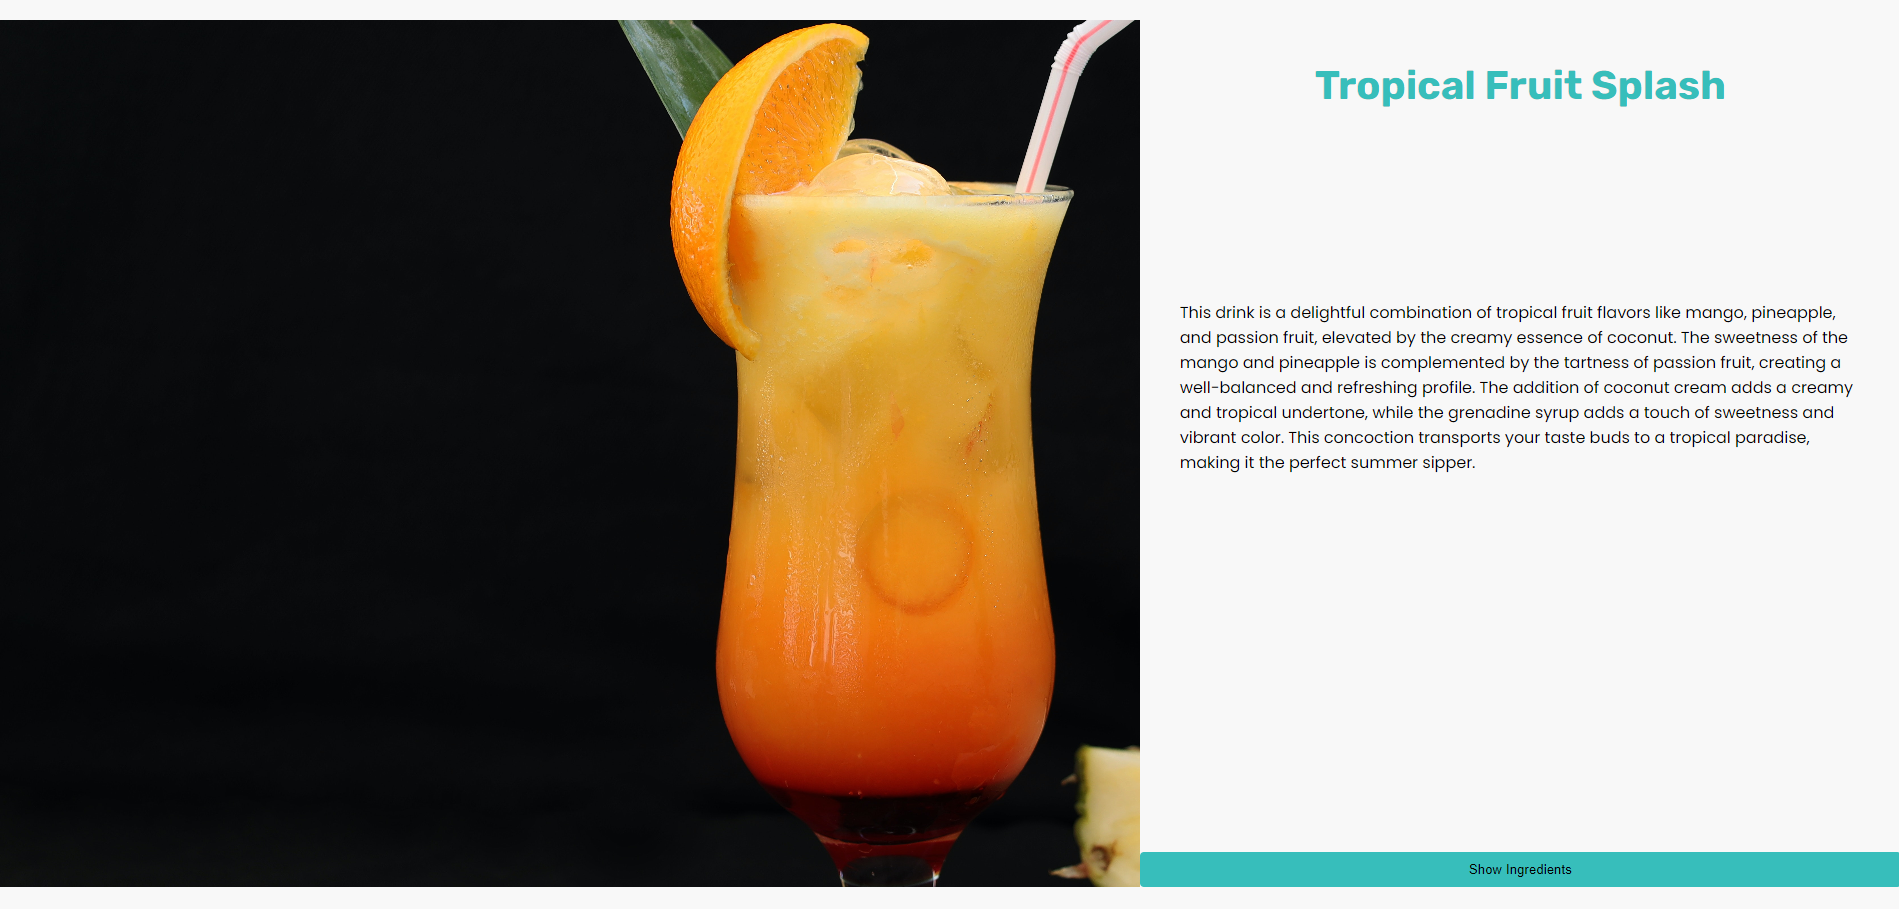 Tropical Fruit Splash
This drink is a delightful combination of tropical fruit flavors like mango, pineapple,
and passion fruit, elevated by the creamy essence of coconut. The sweetness of the
mango and pineapple is complemented by the tartness of passion fruit, creating a
well-balanced and refreshing profile. The addition of coconut cream adds a creamy
and tropical undertone, while the grenadine syrup adds a touch of sweetness and
vibrant color. This concoction transports your taste buds to a tropical paradise,
making it the perfect summer sipper.
Show Ingredients